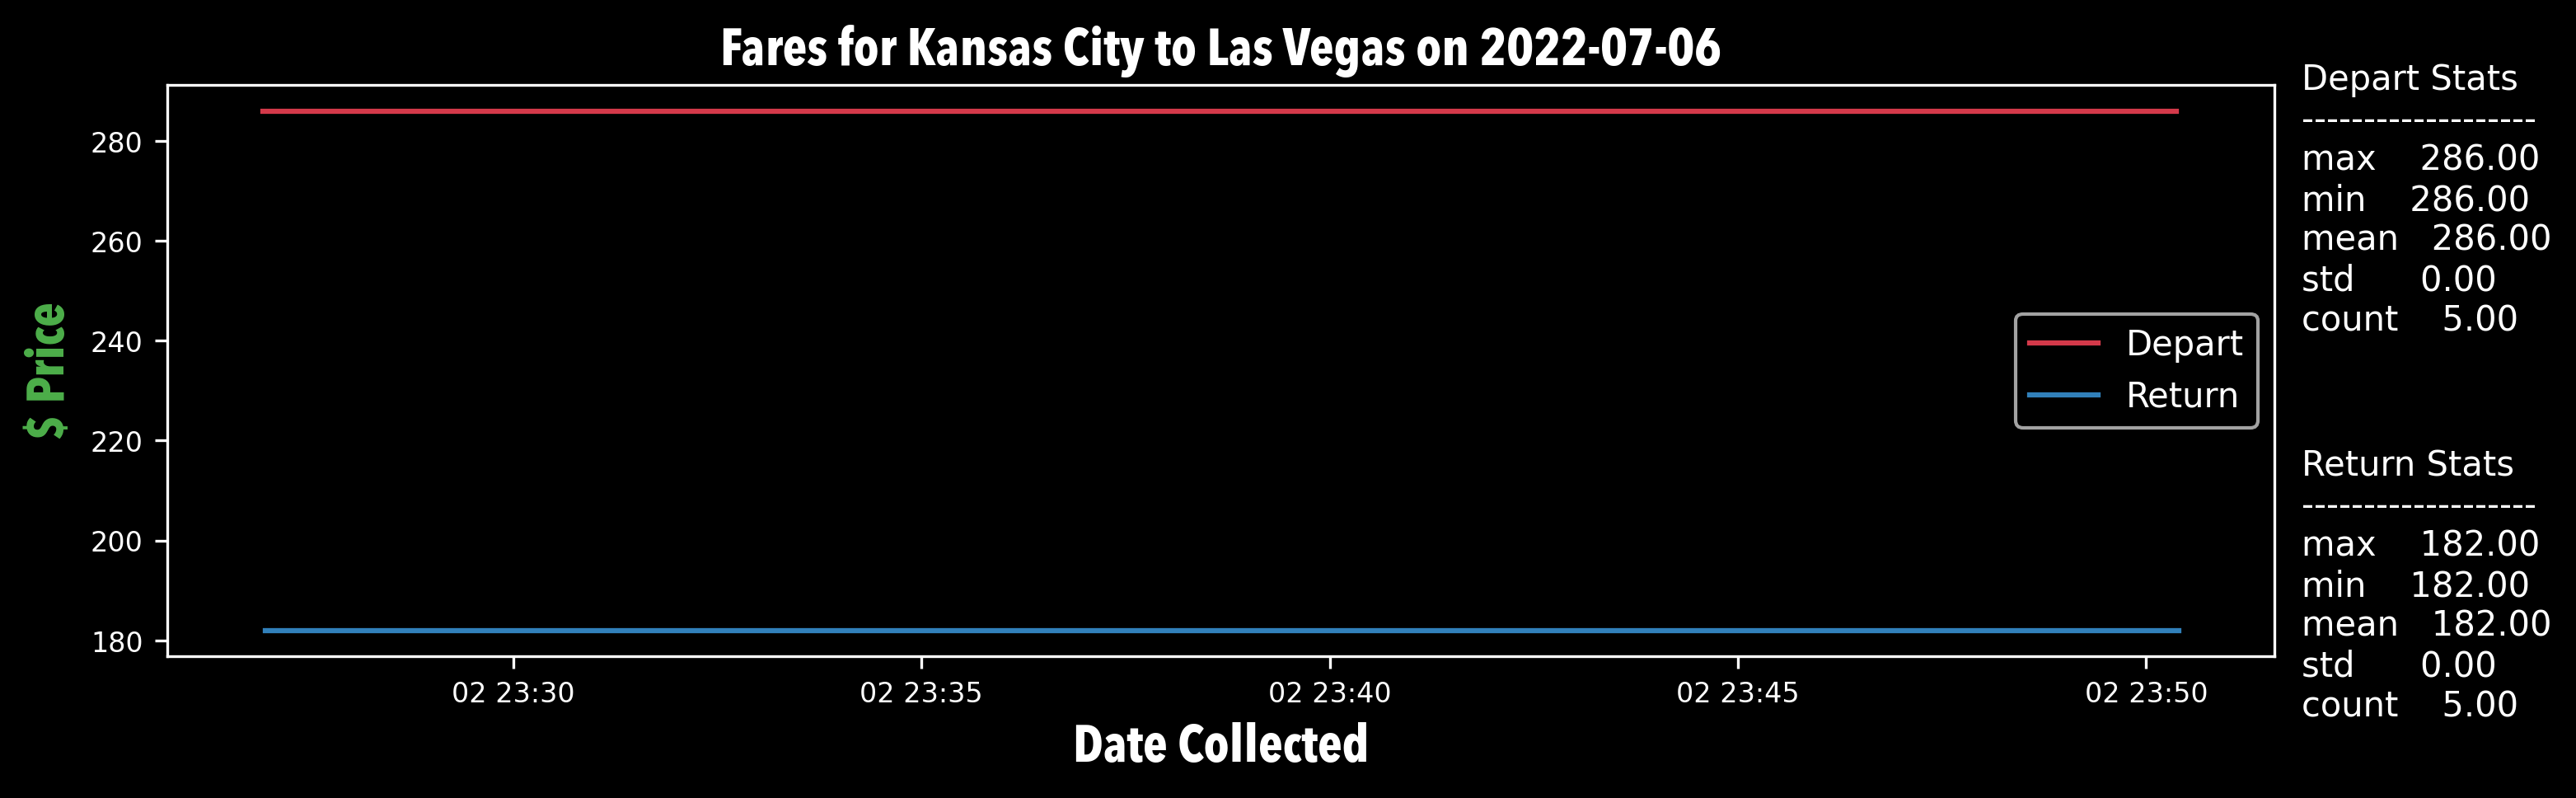 Fares for Kansas City to Las Vegas on 2022-07-06
$ Price
280
260
240
220
200
180
02 23:30
02 23:35
02 23:40
02 23:45
02 23:50
Date Collected
Depart
Return
Depart Stats
-------------------
max 286.00
min 286.00
mean 286.00
std 0.00
count 5.00
Return Stats
-------------------
max 182.00
min 182.00
mean 182.00
std 0.00
count 5.00